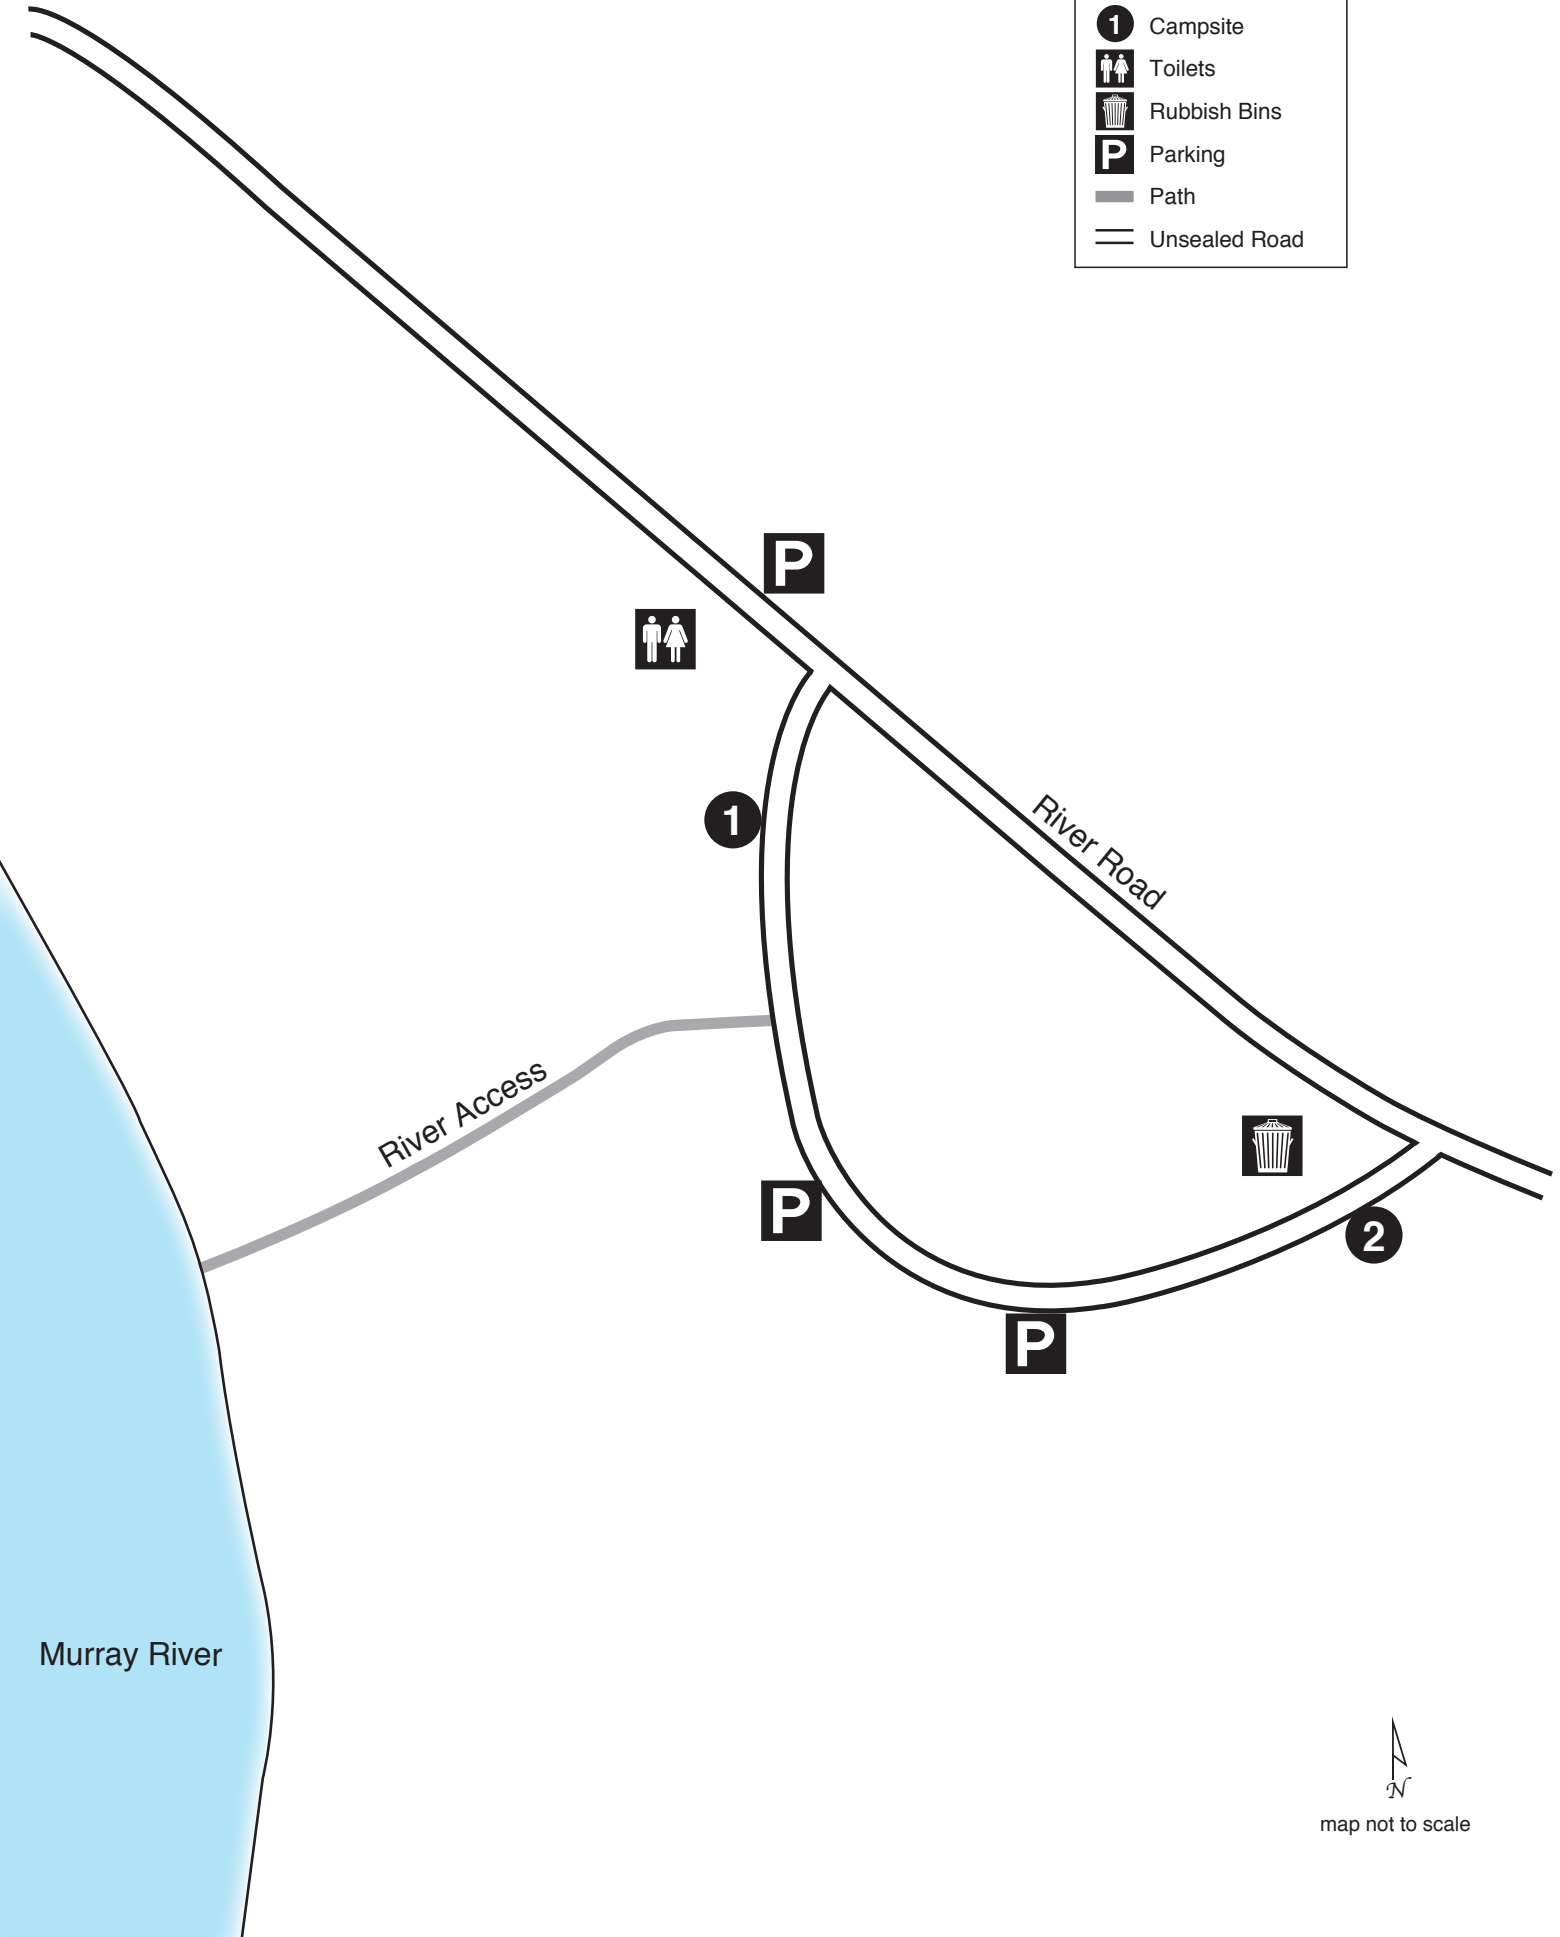 1 Campsite
Toilets
Rubbish Bins
P Parking
Path
Unsealed Road
P
1
River Road
River Access
P
2
P
Murray River
N
map not to scale